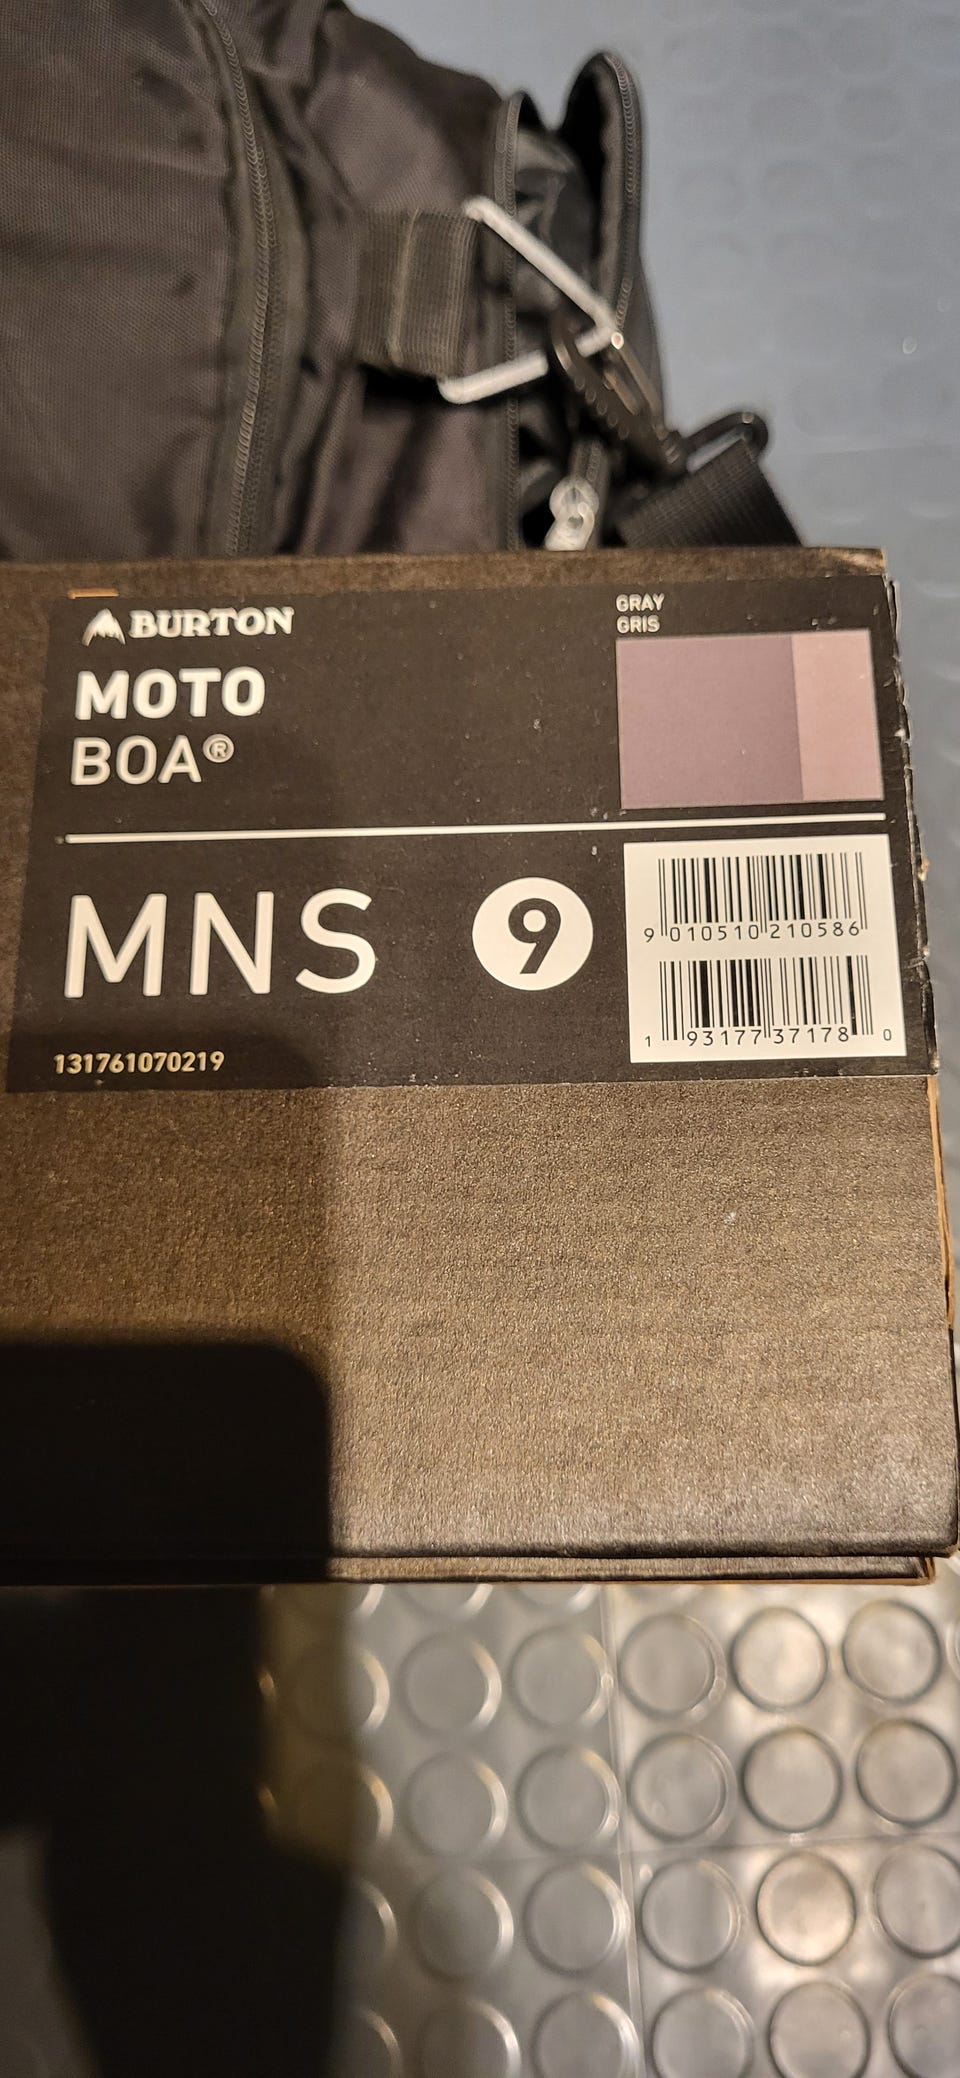 BURTON
MOTO
BOA®
GRAY
GRIS
MNS 9
9 010510 210586
1 93177 37178 0
131761070219